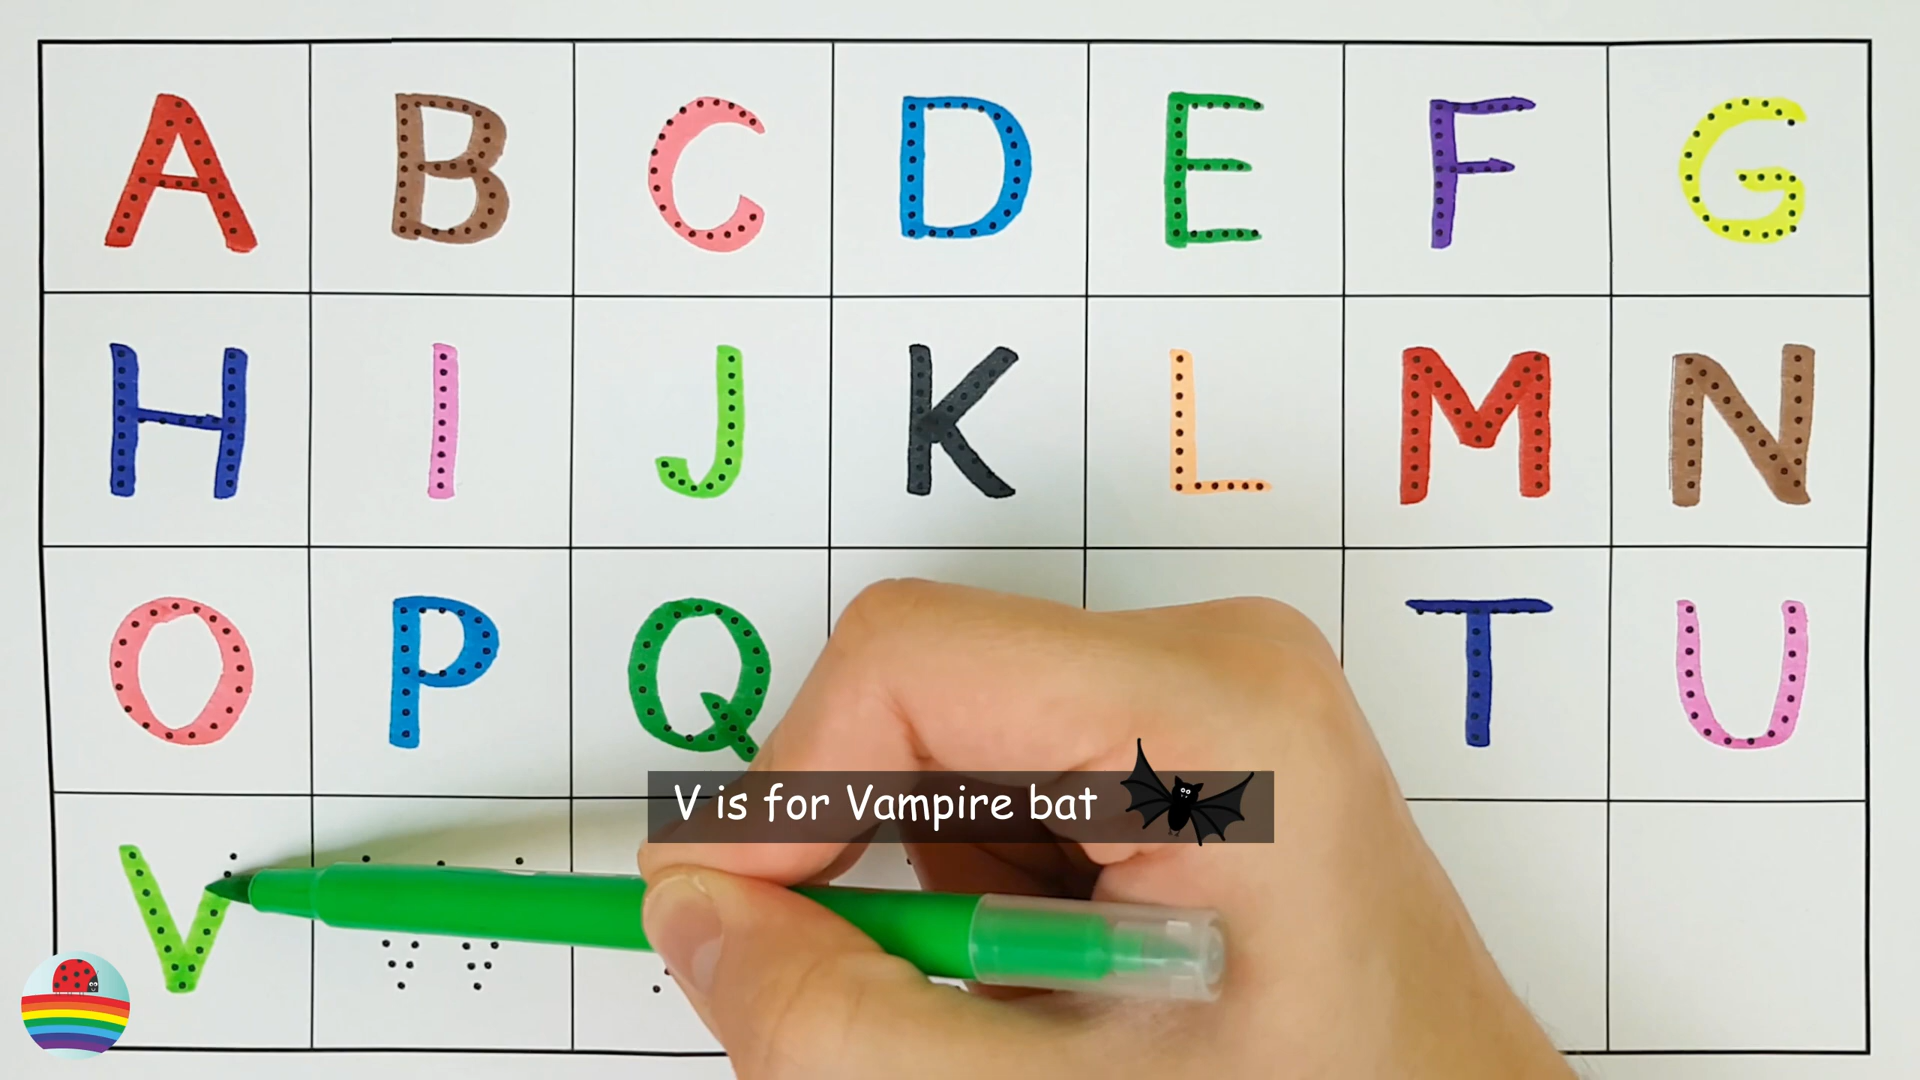 A B C D E F G
H I J K L M N
O P Q T U
V is for Vampire bat
V